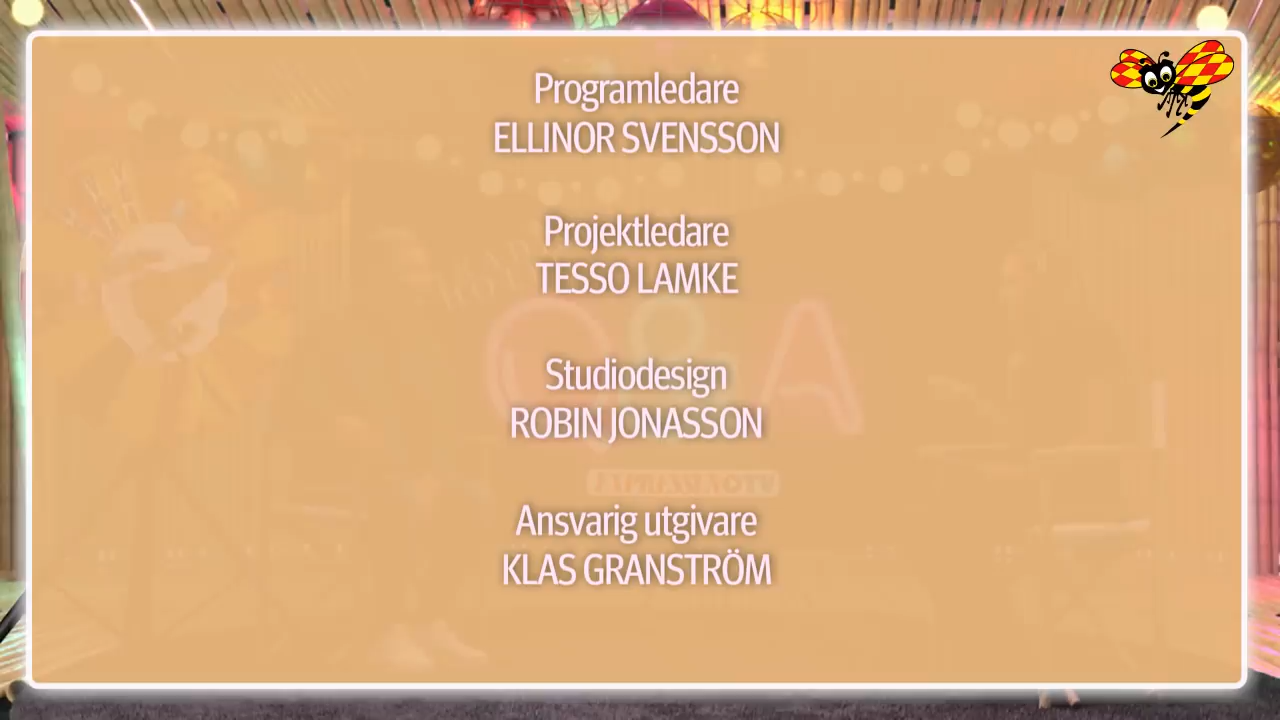 Programledare
ELLINOR SVENSSON
Projektledare
TESSO LAMKE
Q&A
Studiodesign
ROBIN JONASSON
Ansvarig utgivare
KLAS GRANSTRÖM